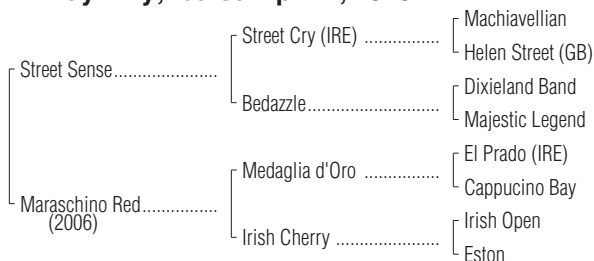 Machiavellian
Street Cry (IRE)
Helen Street (GB)
Street Sense
Dixieland Band
Bedazzle
Majestic Legend
El Prado (IRE)
Medaglia d'Oro
Cappucino Bay
Maraschino Red
(2006)
Irish Open
Irish Cherry
Eston